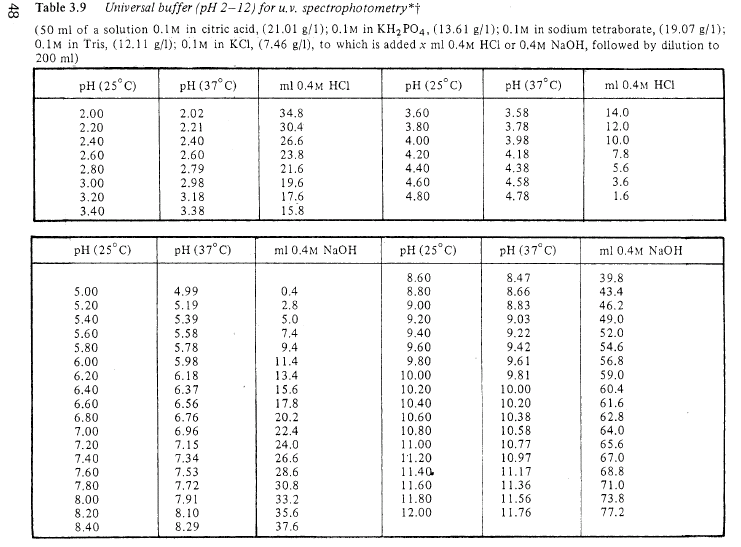 48
Table 3.9 Universal buffer (pH 2–12) for u.v. spectrophotometry*†
(50 ml of a solution 0.1M in citric acid, (21.01 g/l); 0.1M in KH2PO4, (13.61 g/l); 0.1M in sodium tetraborate, (19.07 g/l);
0.1M in Tris, (12.11 g/l); 0.1M in KCl, (7.46 g/l), to which is added x ml 0.4M HCl or 0.4M NaOH, followed by dilution to
200 ml)
pH (25°C) pH (37°C) ml 0.4M HCl pH (25°C) pH (37°C) ml 0.4M HCl
2.00 2.02 34.8 3.60 3.58 14.0
2.20 2.21 30.4 3.80 3.78 12.0
2.40 2.40 26.6 4.00 3.98 10.0
2.60 2.60 23.8 4.20 4.18 7.8
2.80 2.79 21.6 4.40 4.38 5.6
3.00 2.98 19.6 4.60 4.58 3.6
3.20 3.18 17.6 4.80 4.78 1.6
3.40 3.38 15.8
pH (25°C) pH (37°C) ml 0.4M NaOH pH (25°C) pH (37°C) ml 0.4M NaOH
8.60 8.47 39.8
5.00 4.99 0.4 8.80 8.66 43.4
5.20 5.19 2.8 9.00 8.83 46.2
5.40 5.39 5.0 9.20 9.03 49.0
5.60 5.58 7.4 9.40 9.22 52.0
5.80 5.78 9.4 9.60 9.42 54.6
6.00 5.98 11.4 9.80 9.61 56.8
6.20 6.18 13.4 10.00 9.81 59.0
6.40 6.37 15.6 10.20 10.00 60.4
6.60 6.56 17.8 10.40 10.20 61.6
6.80 6.76 20.2 10.60 10.38 62.8
7.00 6.96 22.4 10.80 10.58 64.0
7.20 7.15 24.0 11.00 10.77 65.6
7.40 7.34 26.6 11.20 10.97 67.0
7.60 7.53 28.6 11.40 11.17 68.8
7.80 7.72 30.8 11.60 11.36 71.0
8.00 7.91 33.2 11.80 11.56 73.8
8.20 8.10 35.6 12.00 11.76 77.2
8.40 8.29 37.6